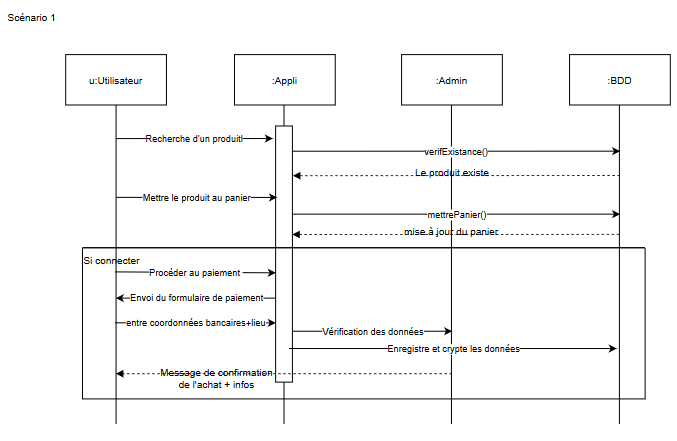 Scénario 1
u:Utilisateur
:Appli
:Admin
:BDD
Recherche d'un produitl
verifExistance()
Le produit existe
Mettre le produit au panier
mettrePanier()
mise à jour du panier
Si connecter
Procéder au paiement
Envoi du formulaire de paiement
entre coordonnées bancaires+lieu
Vérification des données
Enregistre et crypte les données
Message de confirmation
de l'achat + infos